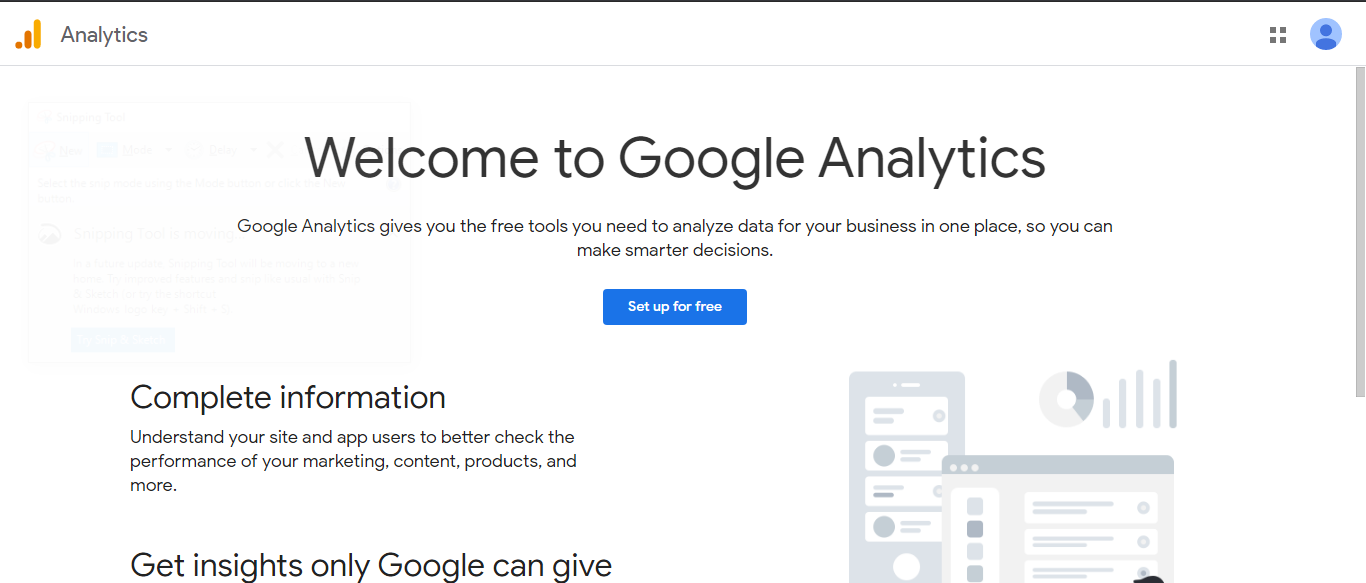 Analytics
Snipping Tool
New Mode Delay
Welcome to Google Analytics
Select the snip mode using the Mode button or click the New
button.
Google Analytics gives you the free tools you need to analyze data for your business in one place, so you can
make smarter decisions.
Snipping Tool is moving
In a future update, Snipping Tool will be moving to a new
home. Try improved features and snip like usual with Snip
& Sketch (or try the shortcut
Windows logo key + Shift + S).
Set up for free
Try Snip & Sketch
Complete information
Understand your site and app users to better check the
performance of your marketing, content, products, and
more.
Get insights only Google can give